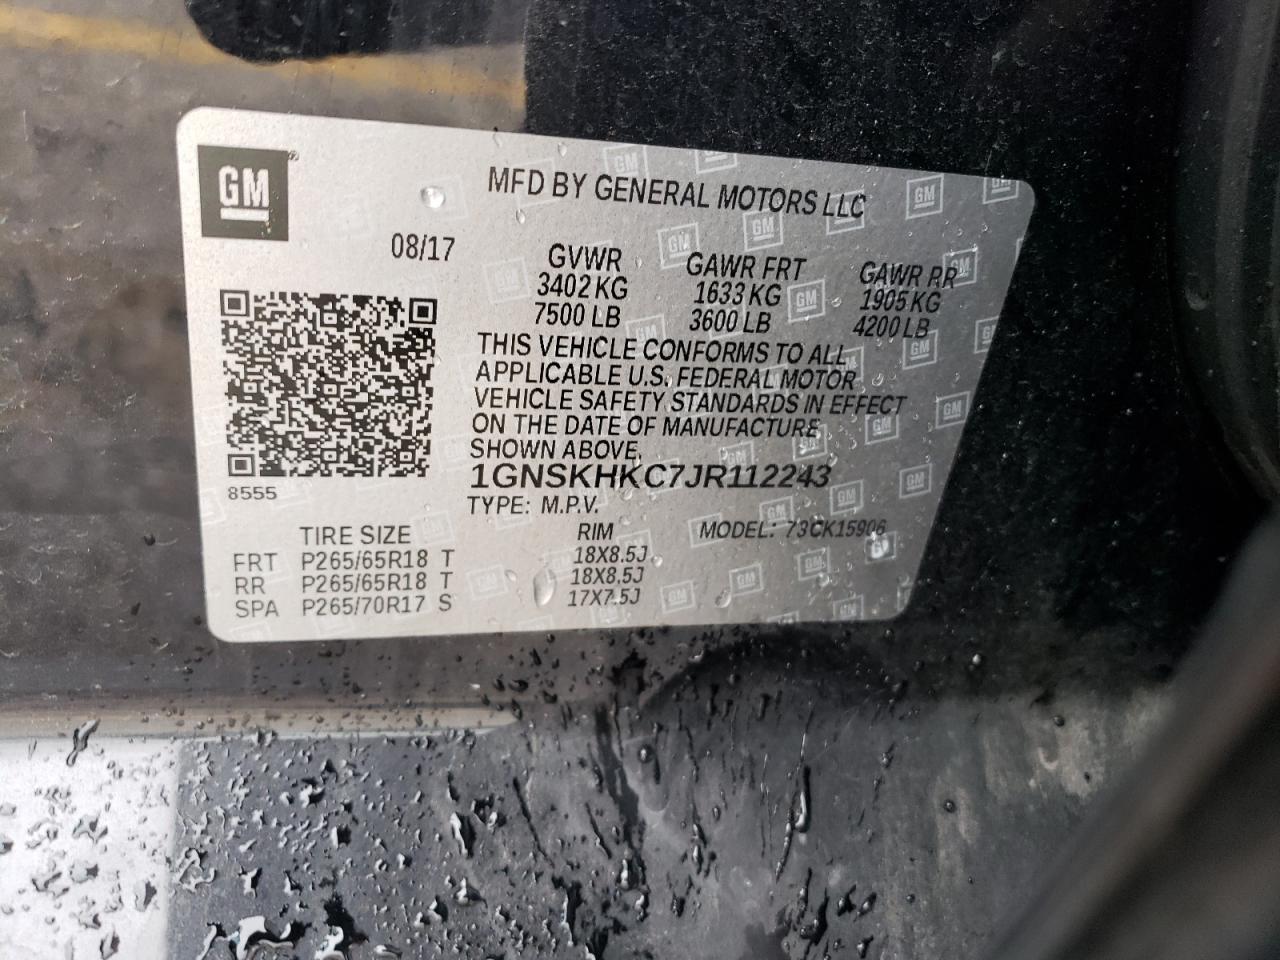 GM
MFD BY GENERAL MOTORS LLC
08/17
GVWR GAWR FRT GAWR RR
3402 KG 1633 KG 1905 KG
7500 LB 3600 LB 4200 LB
THIS VEHICLE CONFORMS TO ALL
APPLICABLE U.S. FEDERAL MOTOR
VEHICLE SAFETY STANDARDS IN EFFECT
ON THE DATE OF MANUFACTURE
SHOWN ABOVE.
1GNSKHKC7JR112243
8555
TYPE: M.P.V.
TIRE SIZE RIM MODEL: 73CK15906
FRT P265/65R18 T 18X8.5J
RR P265/65R18 T 18X8.5J
SPA P265/70R17 S 17X7.5J